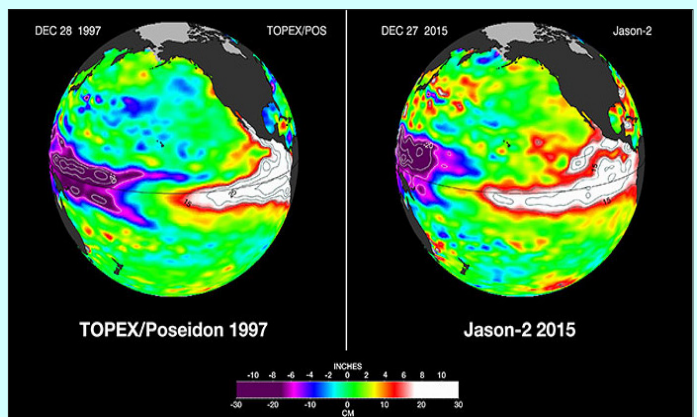 DEC 28 1997
TOPEX/POS
DEC 27 2015
Jason-2
TOPEX/Poseidon 1997
Jason-2 2015
INCHES
-10 -8 -6 -4 -2 0 2 4 6 8 10
-30 -20 -10 0 10 20 30
CM